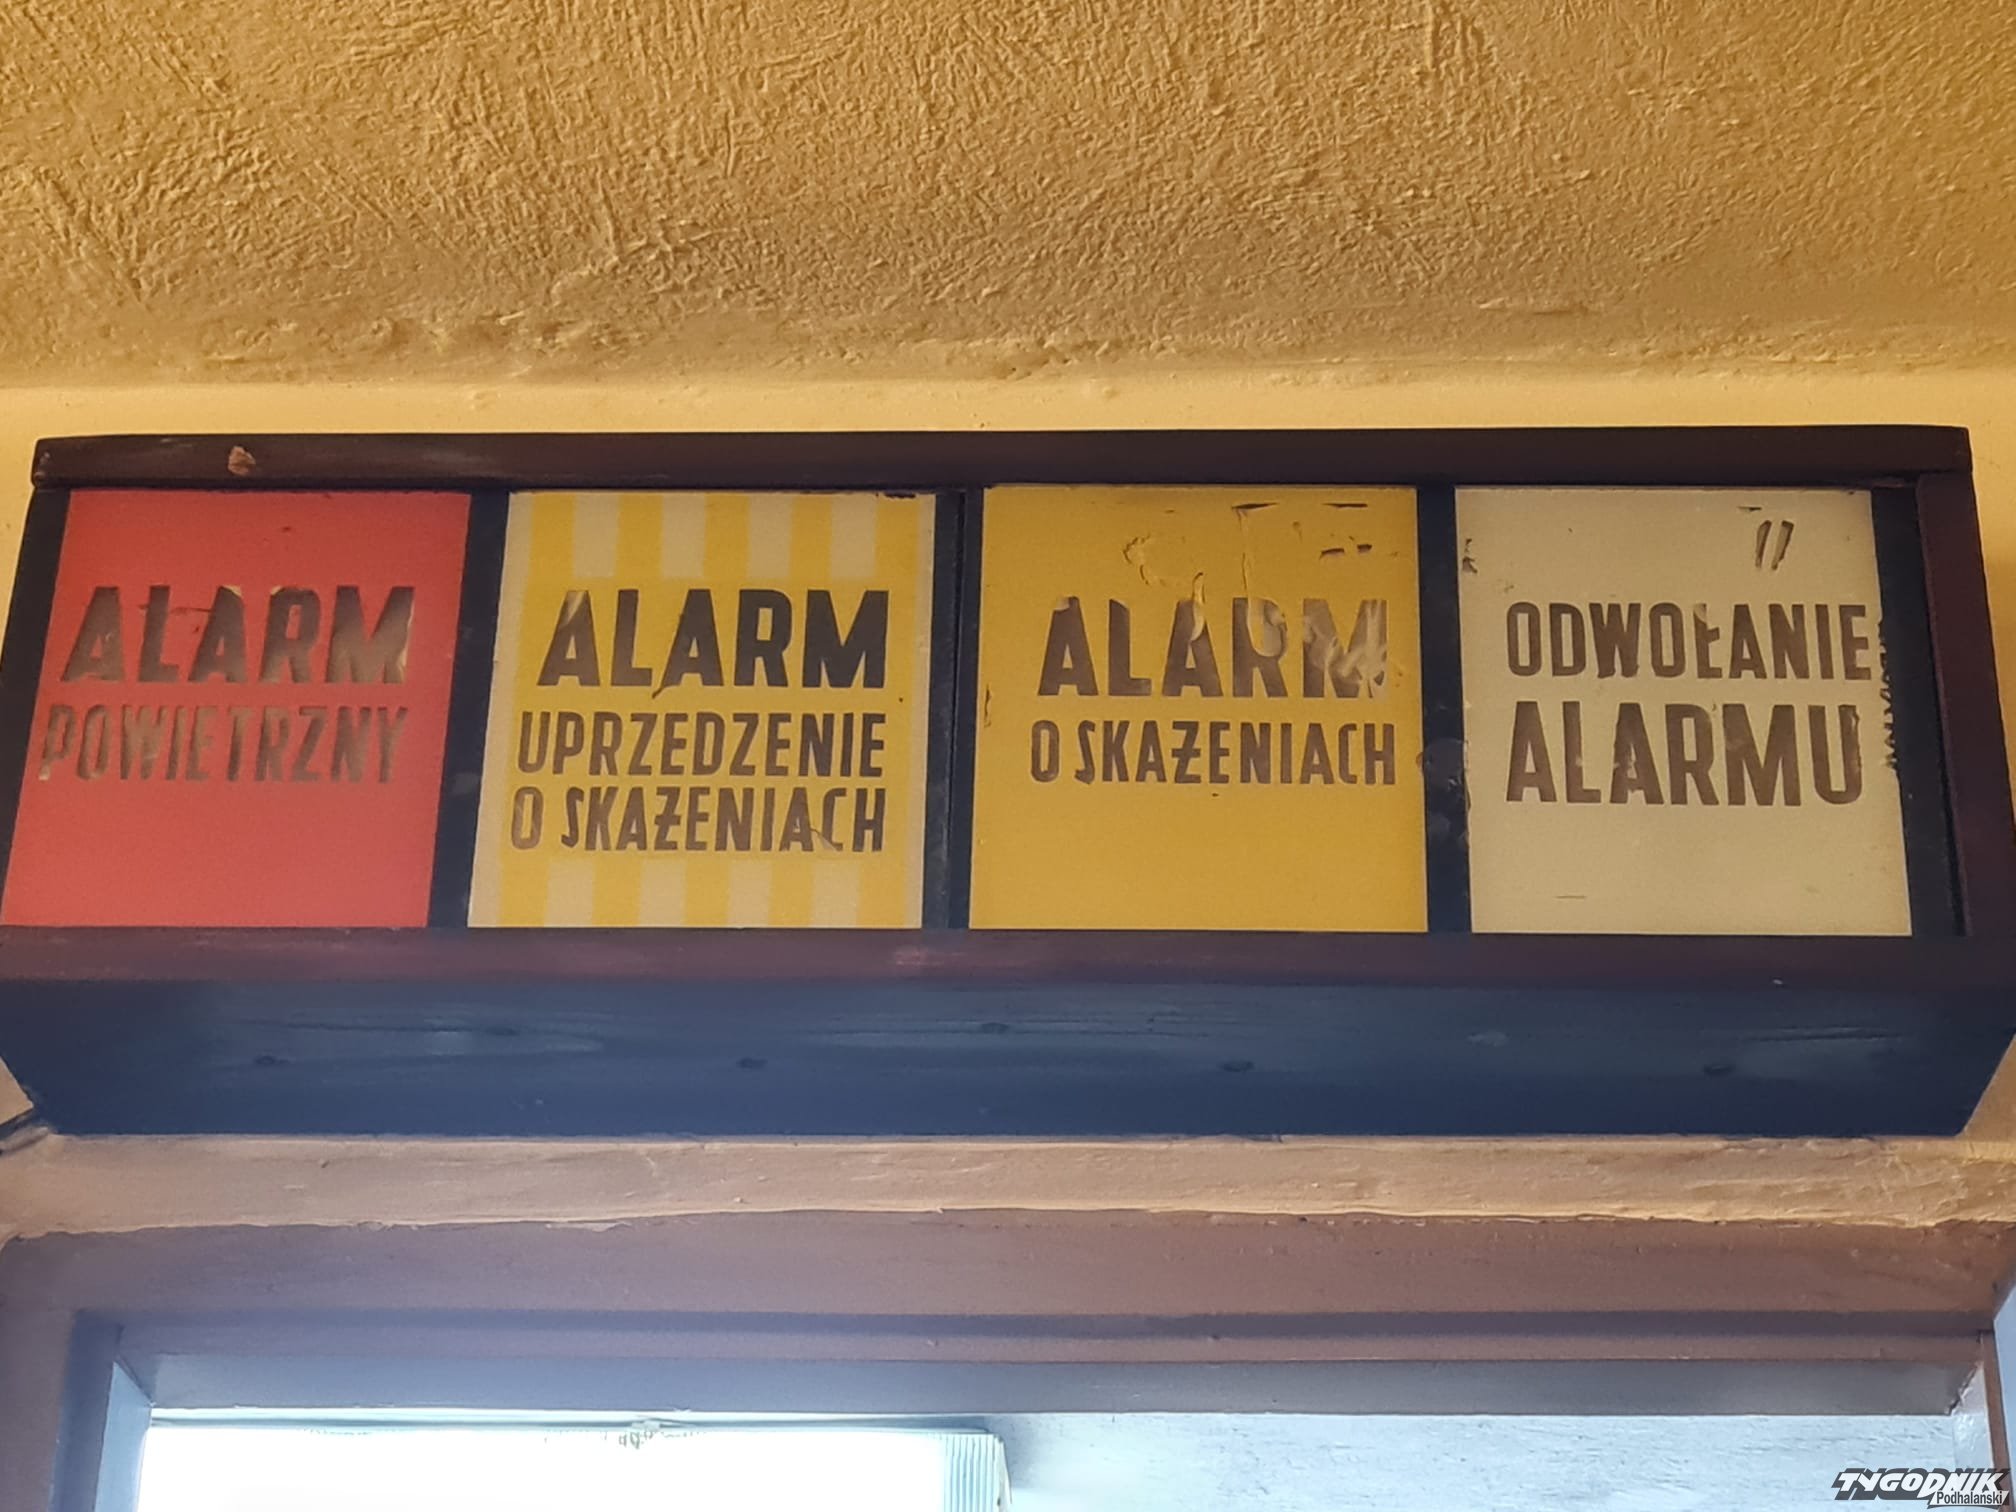 ALARM
POWIETRZNY
ALARM
UPRZEDZENIE
O SKAŻENIACH
ALARM
O SKAŻENIACH
ODWOŁANIE
ALARMU
TYGODNIK
Podhalański